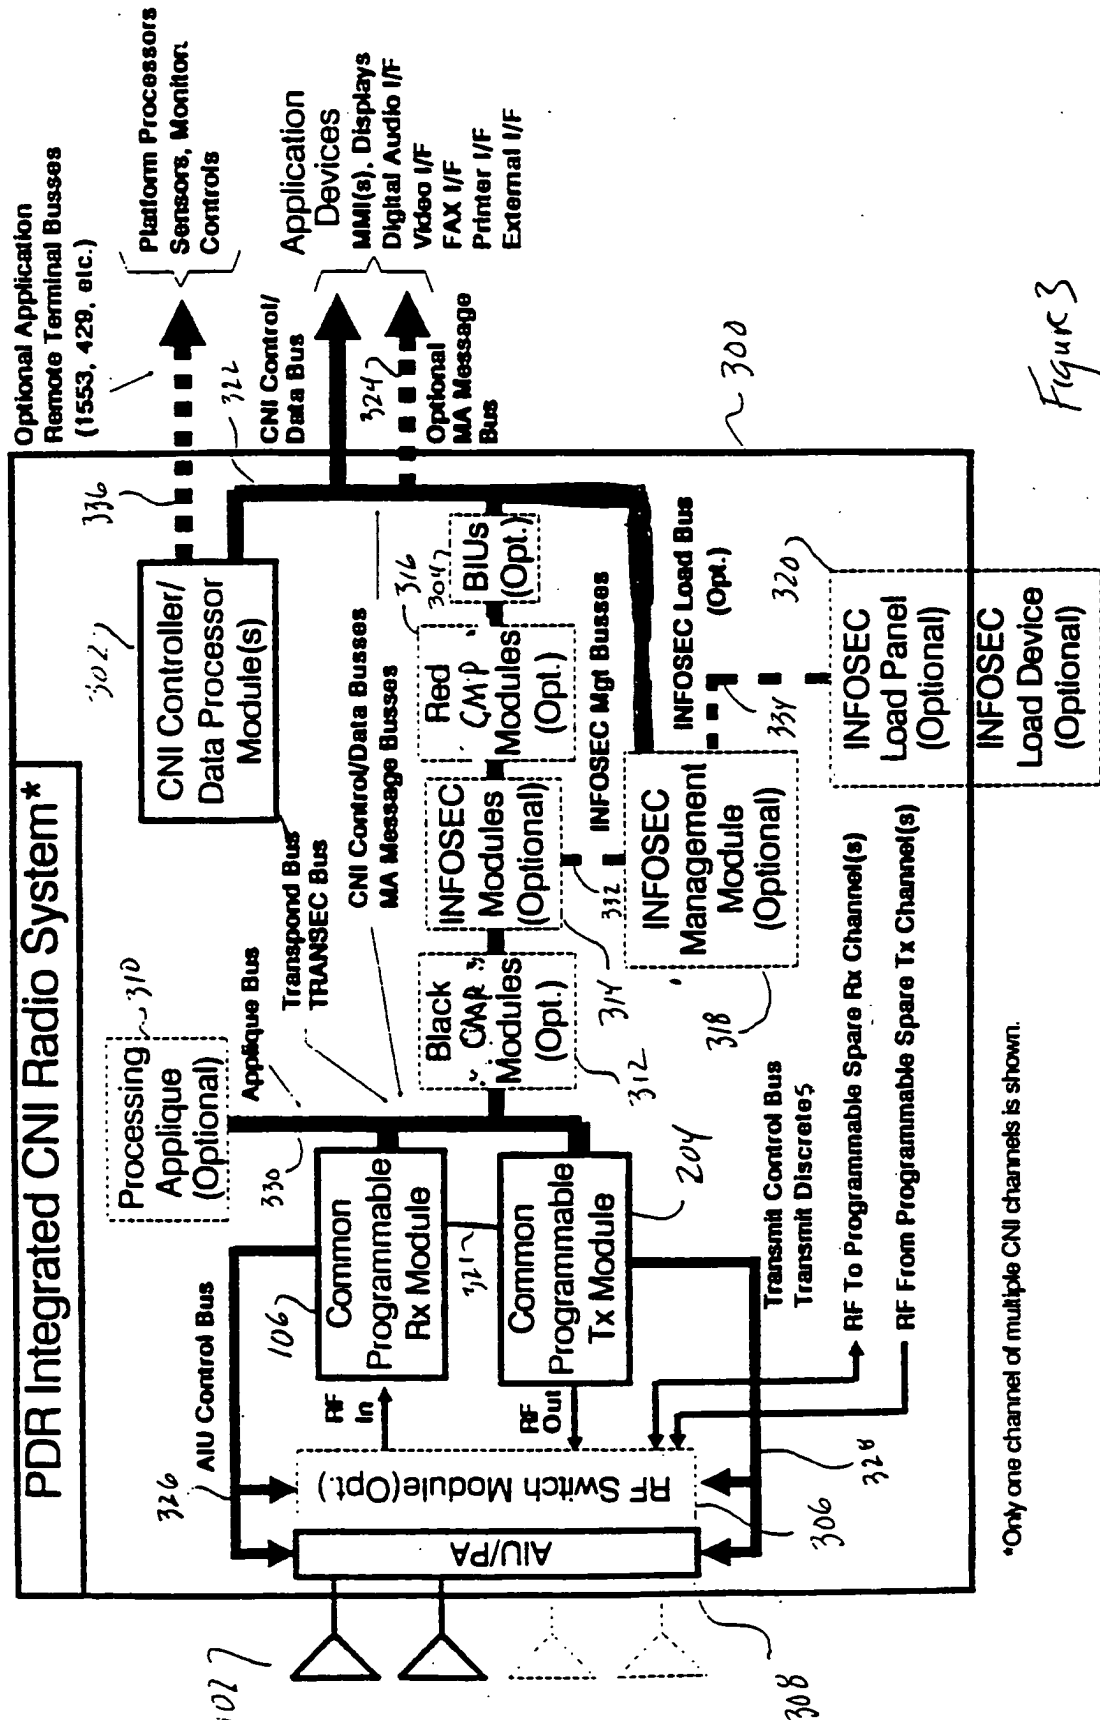 PDR Integrated CNI Radio System*
Optional Application
Remote Terminal Busses
(1553, 429, etc.)
Platform Processors
Sensors, Monitors
Controls
336
322
CNI Control/
Data Bus
324
Optional
MA Message
Bus
Application
Devices
MMI(s), Displays
Digital Audio I/F
Video I/F
FAX I/F
Printer I/F
External I/F
302
CNI Controller/
Data Processor
Module(s)
310
Processing
Applique
(Optional)
Applique Bus
330
Transpond Bus
TRANSEC Bus
CNI Control/Data Busses
MA Message Busses
326
AIU Control Bus
106
Common
Programmable
Rx Module
321
Common
Programmable
Tx Module
204
RF
In
RF
Out
RF Switch Module(Opt.)
AIU/PA
306
308
328
Black
CMP
Modules
(Opt.)
312
INFOSEC
Modules
(Optional)
314
316
Red
CMP
Modules
(Opt.)
304
BIUs
(Opt.)
332
INFOSEC Mgt Busses
INFOSEC
Management
Module
(Optional)
318
INFOSEC Load Bus
(Opt.)
334
320
INFOSEC
Load Panel
(Optional)
INFOSEC
Load Device
(Optional)
Transmit Control Bus
Transmit Discretes
RF To Programmable Spare Rx Channel(s)
RF From Programmable Spare Tx Channel(s)
300
*Only one channel of multiple CNI channels is shown.
Figure 3